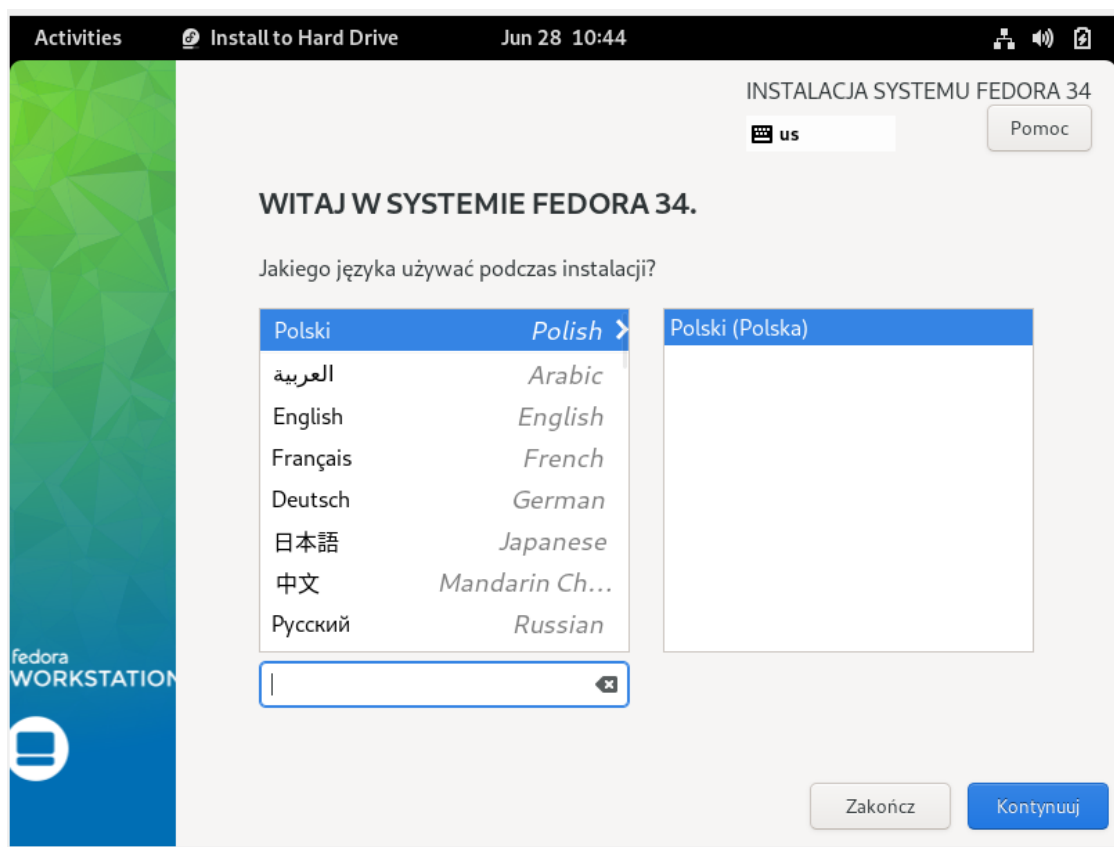 Activities Install to Hard Drive Jun 28 10:44
INSTALACJA SYSTEMU FEDORA 34
us Pomoc
WITAJ W SYSTEMIE FEDORA 34.
Jakiego języka używać podczas instalacji?
Polski Polish Polski (Polska)
العربية Arabic
English English
Français French
Deutsch German
日本語 Japanese
中文 Mandarin Ch...
Русский Russian
fedora
WORKSTATION
Zakończ Kontynuuj